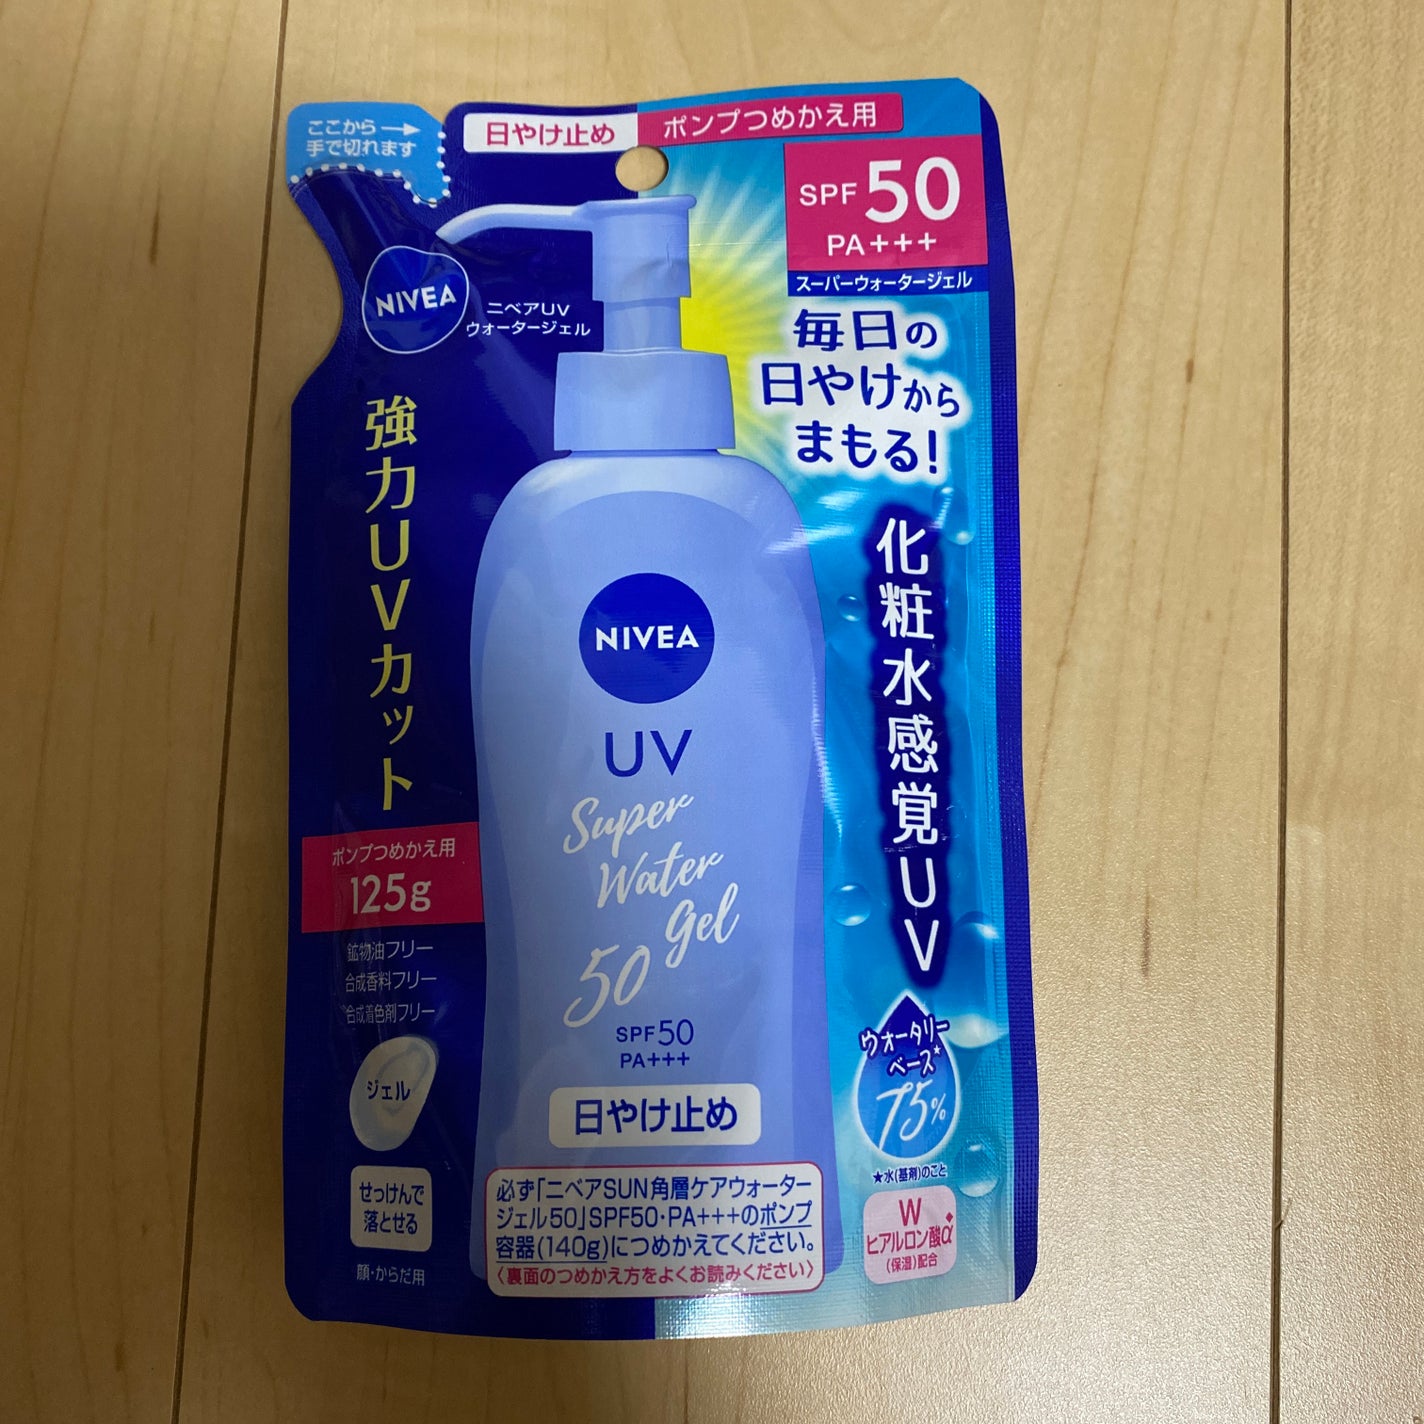 ここから→
手で切れます
日やけ止め
ポンプつめかえ用
SPF 50
PA+++
スーパーウォータージェル
NIVEA
ニベアUV
ウォータージェル
毎日の
日やけから
まもる!
強力UVカット
化粧水感覚UV
NIVEA
UV
Super
Water
Gel
50
SPF50
PA+++
日やけ止め
ポンプつめかえ用
125g
鉱物油フリー
合成香料フリー
合成着色剤フリー
ジェル
せっけんで
落とせる
顔・からだ用
ウォータリー
ベース★
75%
★水(基剤)のこと
W
ヒアルロン酸α◆
(保湿)配合
必ず「ニベアSUN角層ケアウォーター
ジェル50」SPF50・PA+++のポンプ
容器(140g)につめかえてください。
〈裏面のつめかえ方をよくお読みください〉